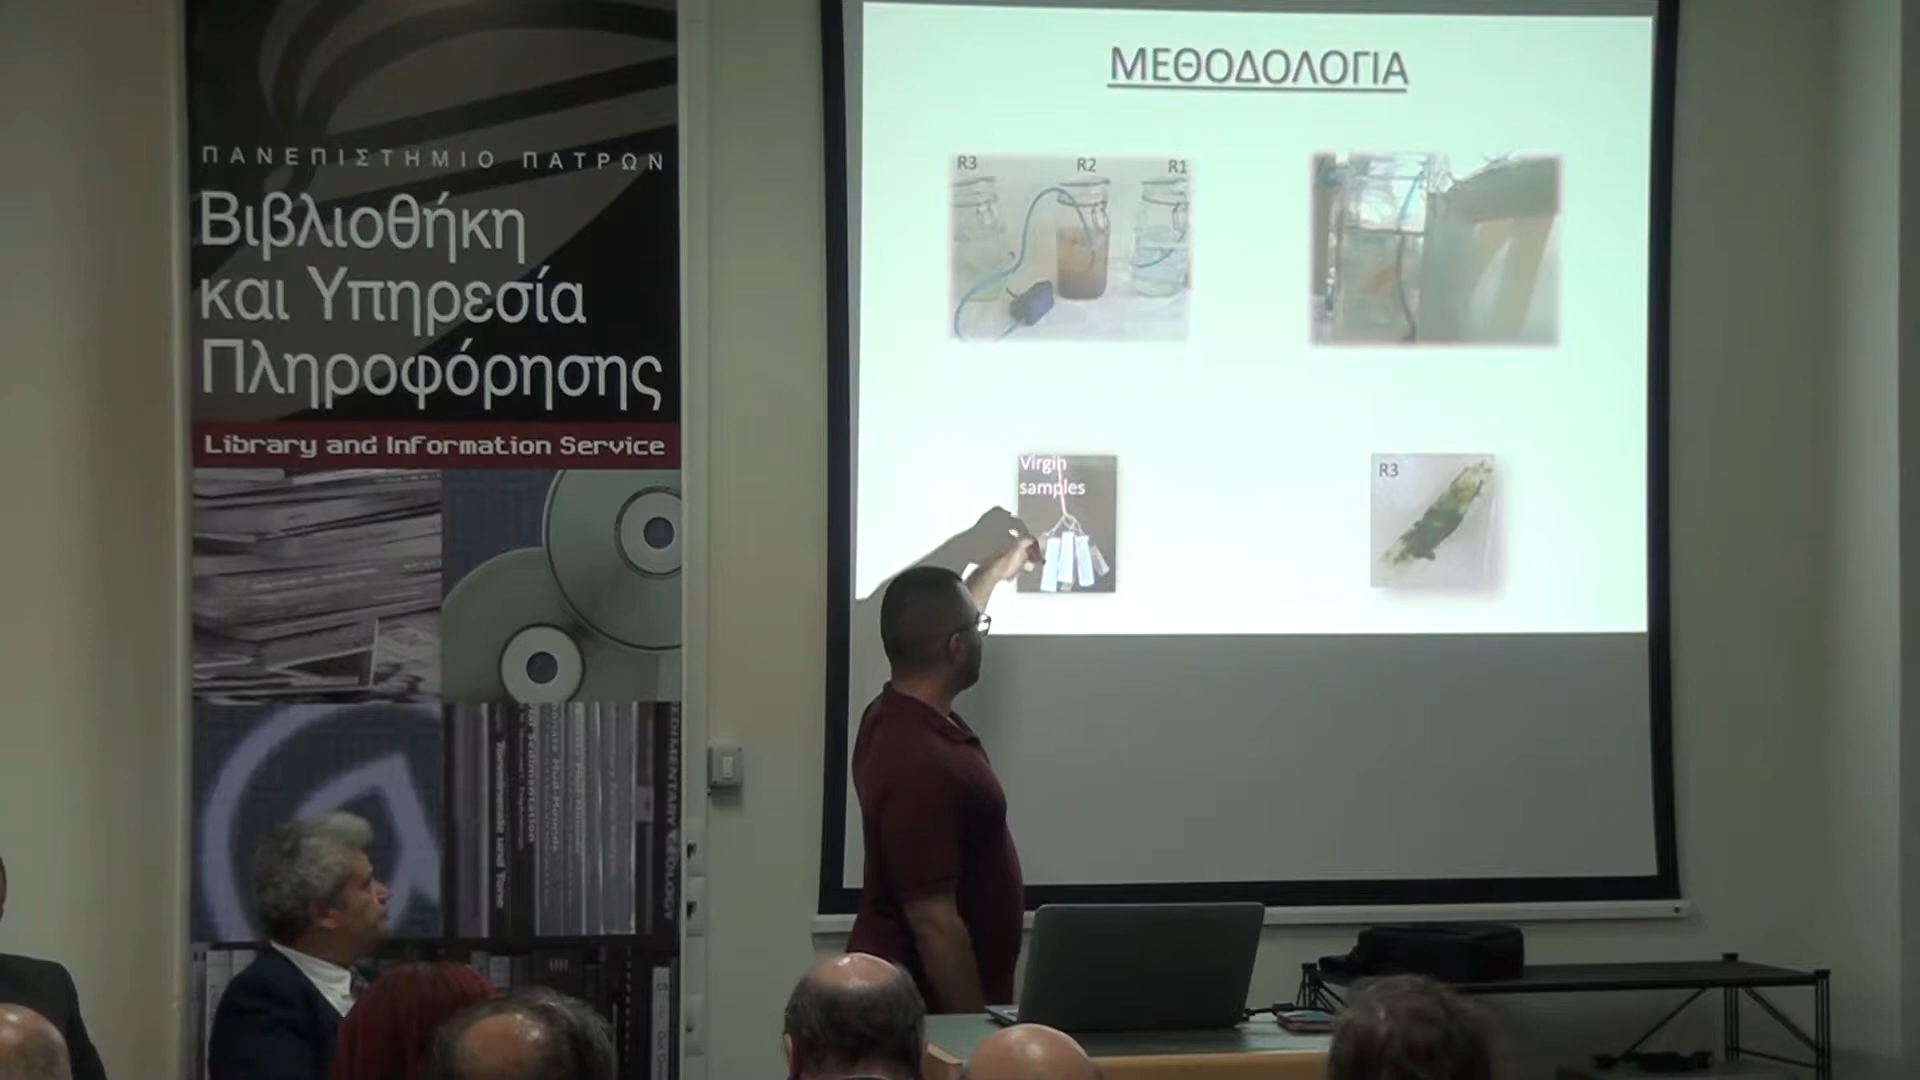 ΠΑΝΕΠΙΣΤΗΜΙΟ ΠΑΤΡΩΝ
Βιβλιοθήκη
και Υπηρεσία
Πληροφόρησης
Library and Information Service
ΜΕΘΟΔΟΛΟΓΙΑ
R3 R2 R1
Virgin
samples
R3